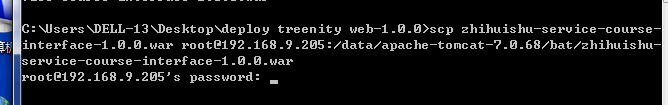 C:\Users\DELL-13\Desktop\deploy treenity web-1.0.0>scp zhihuishu-service-course-
interface-1.0.0.war root@192.168.9.205:/data/apache-tomcat-7.0.68/bat/zhihuishu-
service-course-interface-1.0.0.war
root@192.168.9.205's password: